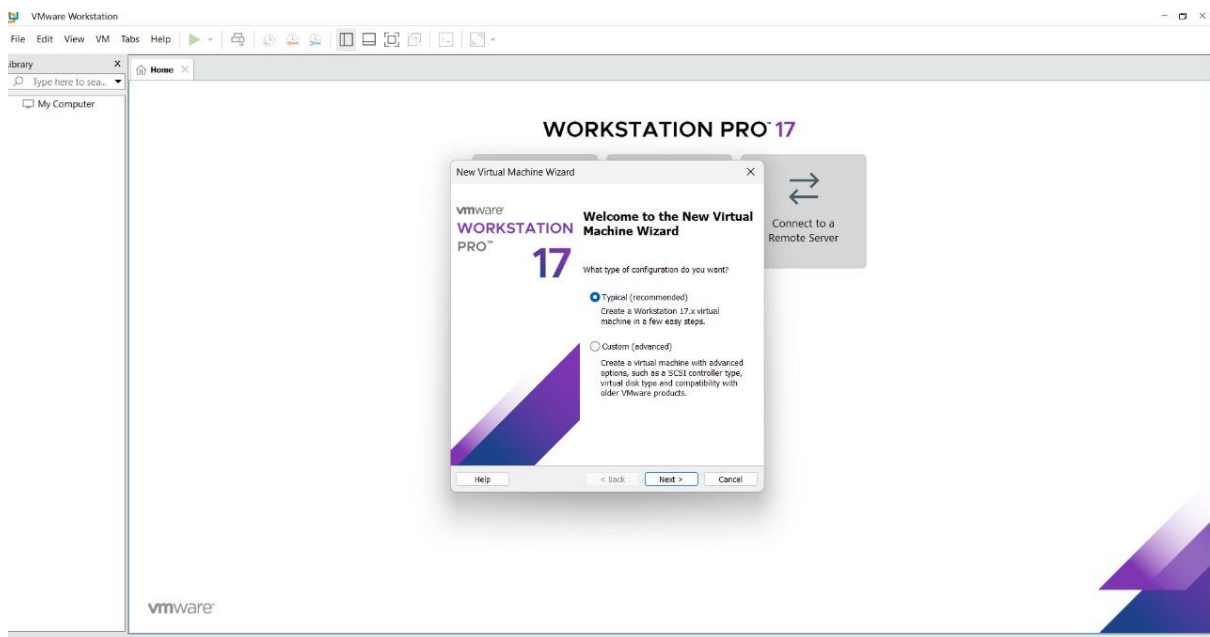 VMware Workstation
File Edit View VM Tabs Help
ibrary X
Type here to sea...
Home
My Computer
WORKSTATION PRO™ 17
Connect to a
Remote Server
New Virtual Machine Wizard
vmware
WORKSTATION
PRO™
17
Welcome to the New Virtual
Machine Wizard
What type of configuration do you want?
Typical (recommended)
Create a Workstation 17.x virtual
machine in a few easy steps.
Custom (advanced)
Create a virtual machine with advanced
options, such as a SCSI controller type,
virtual disk type and compatibility with
older VMware products.
Help < Back Next > Cancel
vmware